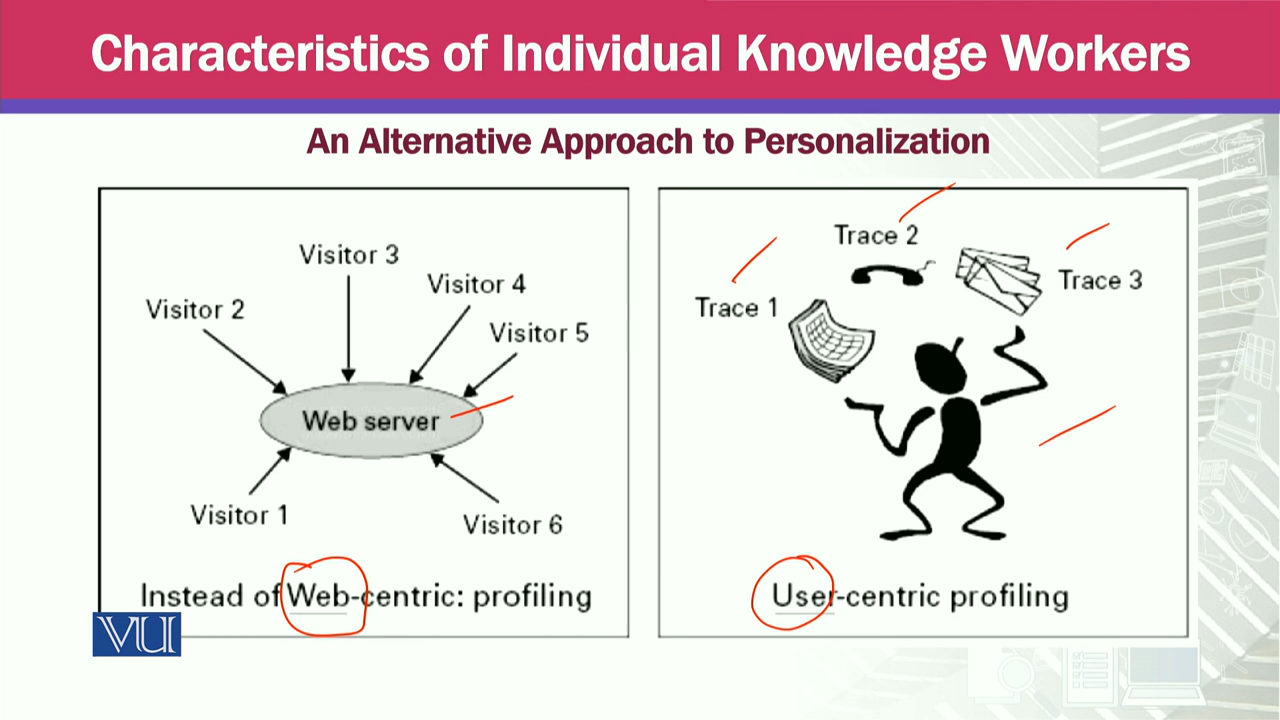 Characteristics of Individual Knowledge Workers
An Alternative Approach to Personalization
Visitor 3
Visitor 4
Visitor 2
Visitor 5
Web server
Visitor 1
Visitor 6
Instead of Web-centric: profiling
Trace 2
Trace 3
Trace 1
User-centric profiling
VU